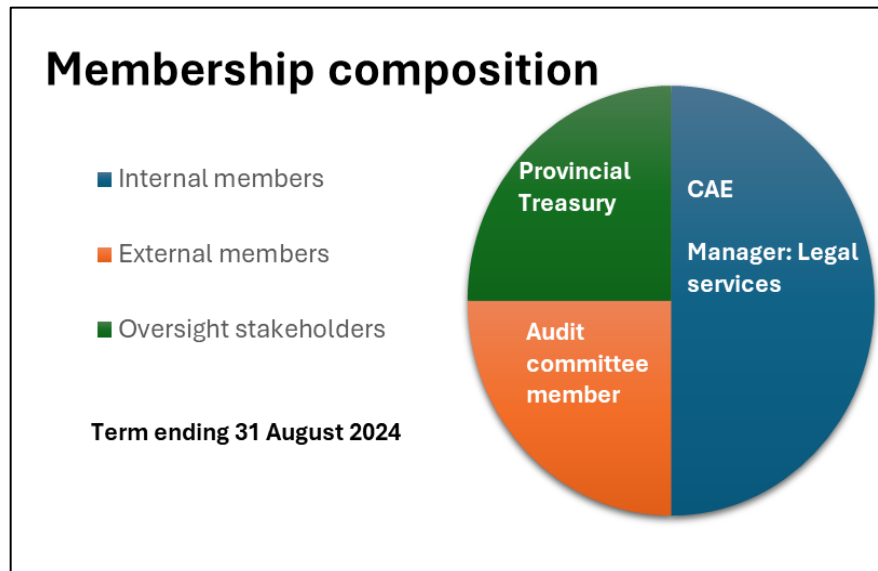 Membership composition
Internal members
External members
Oversight stakeholders
Term ending 31 August 2024
Provincial
Treasury
CAE
Manager: Legal
services
Audit
committee
member